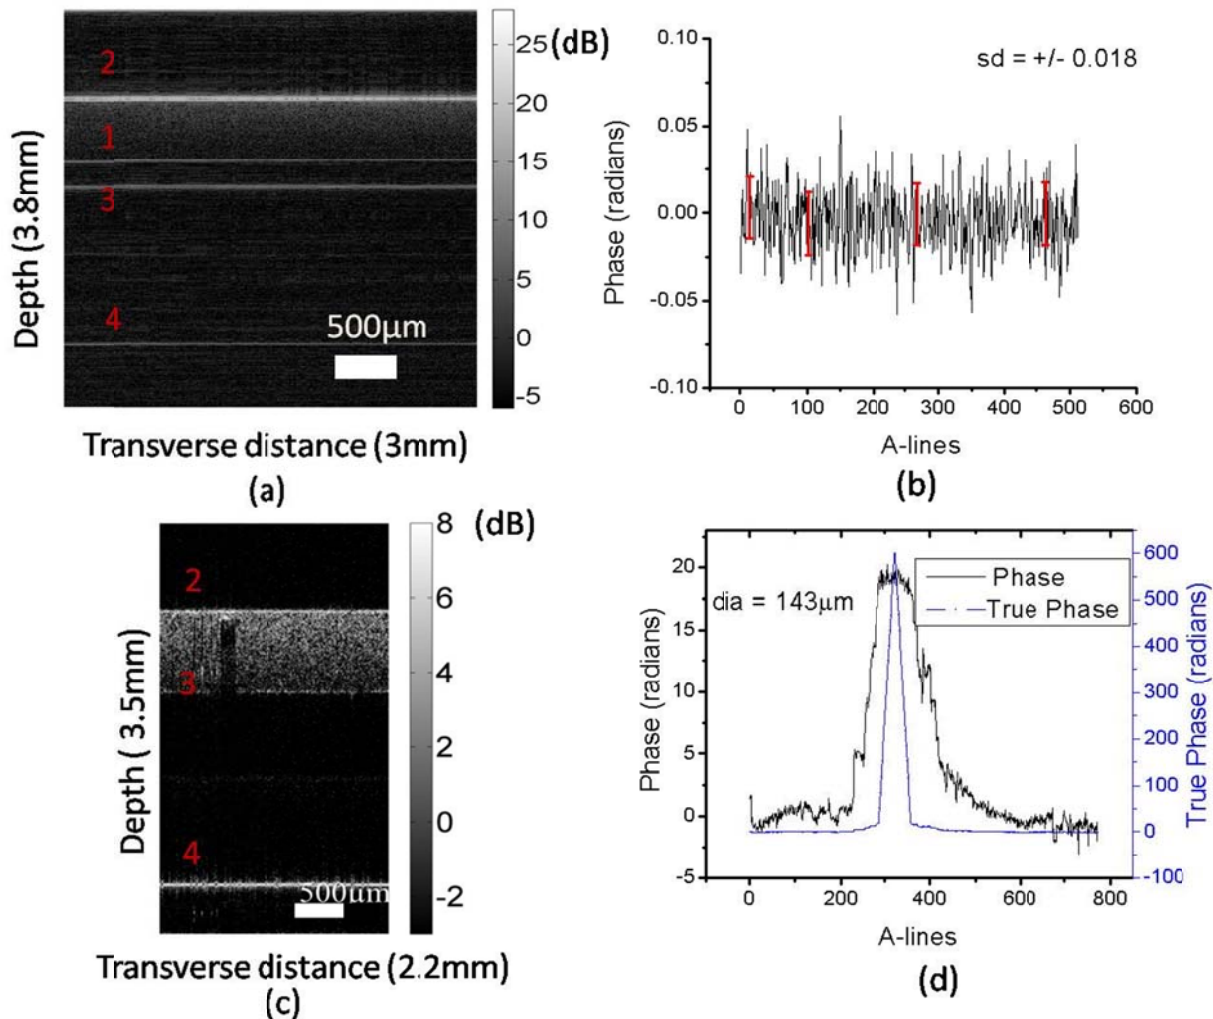 2
1
3
4
500μm
25
20
15
10
5
0
-5
(dB)
Depth (3.8mm)
Transverse distance (3mm)
(a)
0.10
0.05
0.00
-0.05
-0.10
sd = +/- 0.018
Phase (radians)
0 100 200 300 400 500 600
A-lines
(b)
2
3
4
500μm
8
6
4
2
0
-2
(dB)
Depth ( 3.5mm)
Transverse distance (2.2mm)
(c)
20
15
10
5
0
-5
Phase (radians)
dia = 143μm
Phase
True Phase
600
500
400
300
200
100
0
-100
True Phase (radians)
0 200 400 600 800
A-lines
(d)